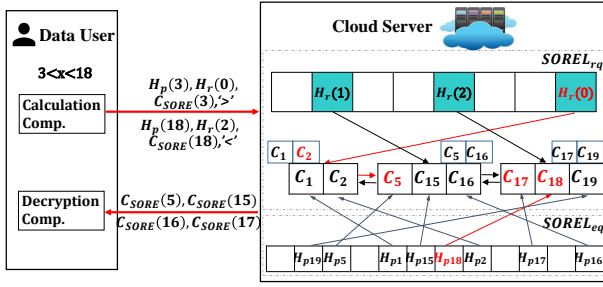 Data User
3<x<18
Calculation Comp.
Decryption Comp.
H_p(3), H_r(0),
C_SORE(3),'>'
H_p(18), H_r(2),
C_SORE(18),'<'
C_SORE(5), C_SORE(15)
C_SORE(16), C_SORE(17)
Cloud Server
SOREL_rq
H_r(1) H_r(2) H_r(0)
C_1 C_2 C_5 C_16 C_17 C_19
C_1 C_2 C_5 C_15 C_16 C_17 C_18 C_19
SOREL_eq
H_p19 H_p5 H_p1 H_p15 H_p18 H_p2 H_p17 H_p16